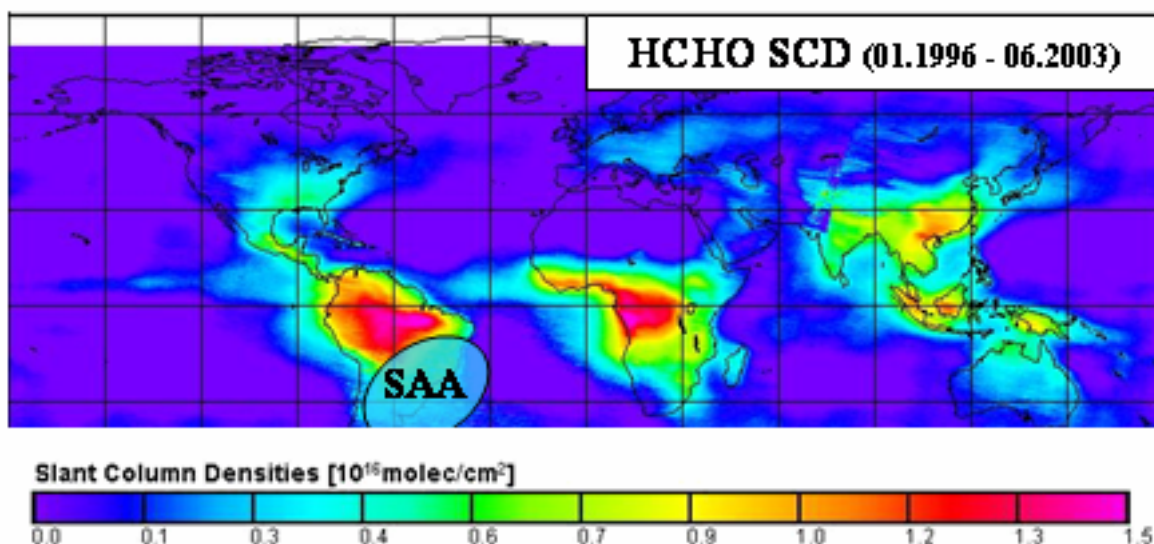 HCHO SCD (01.1996 - 06.2003)
SAA
Slant Column Densities [10¹⁶molec/cm²]
0.0 0.1 0.3 0.4 0.6 0.7 0.9 1.0 1.2 1.3 1.5